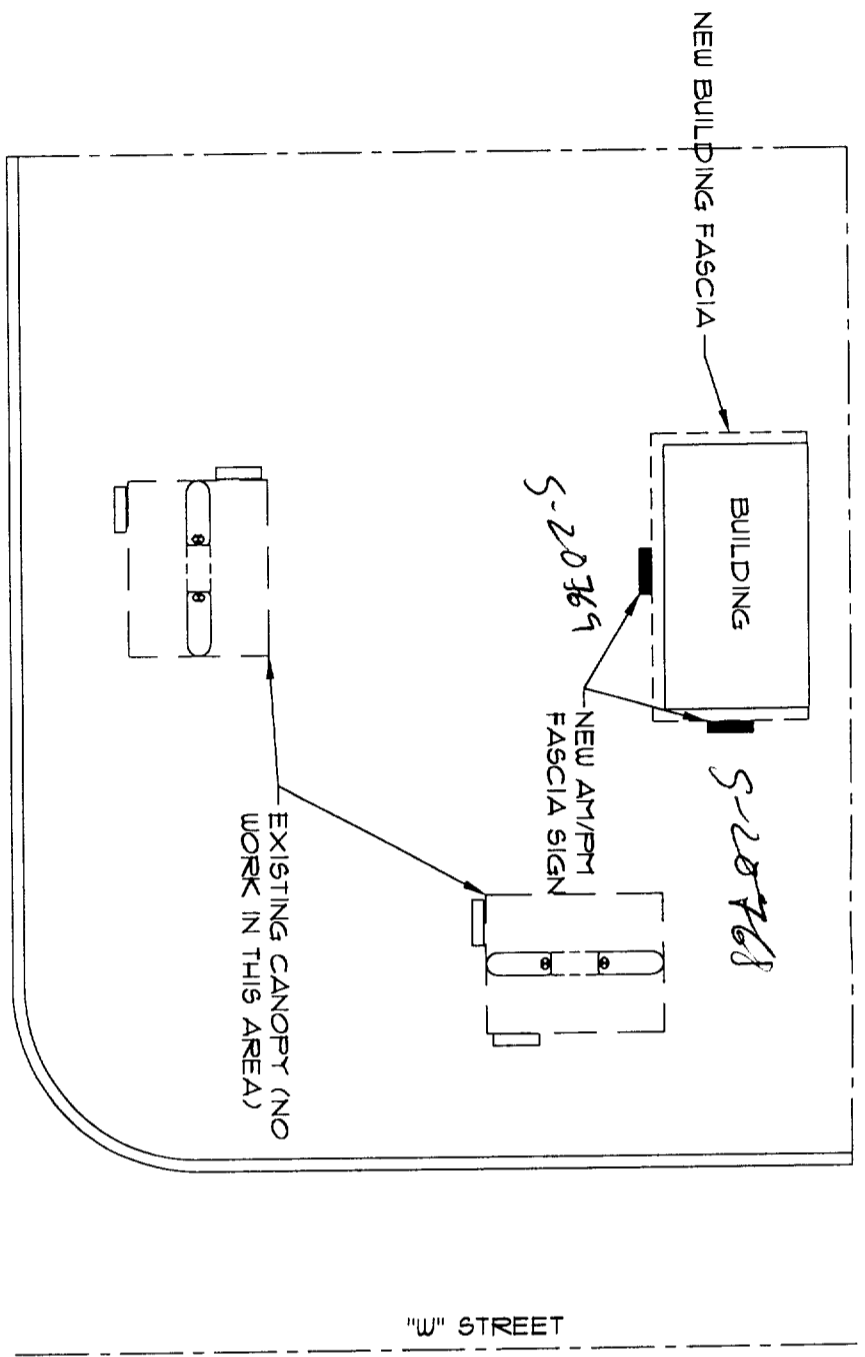 NEW BUILDING FASCIA
BUILDING
S-20769
S-20768
NEW AM/PM
FASCIA SIGN
EXISTING CANOPY (NO
WORK IN THIS AREA)
"W" STREET